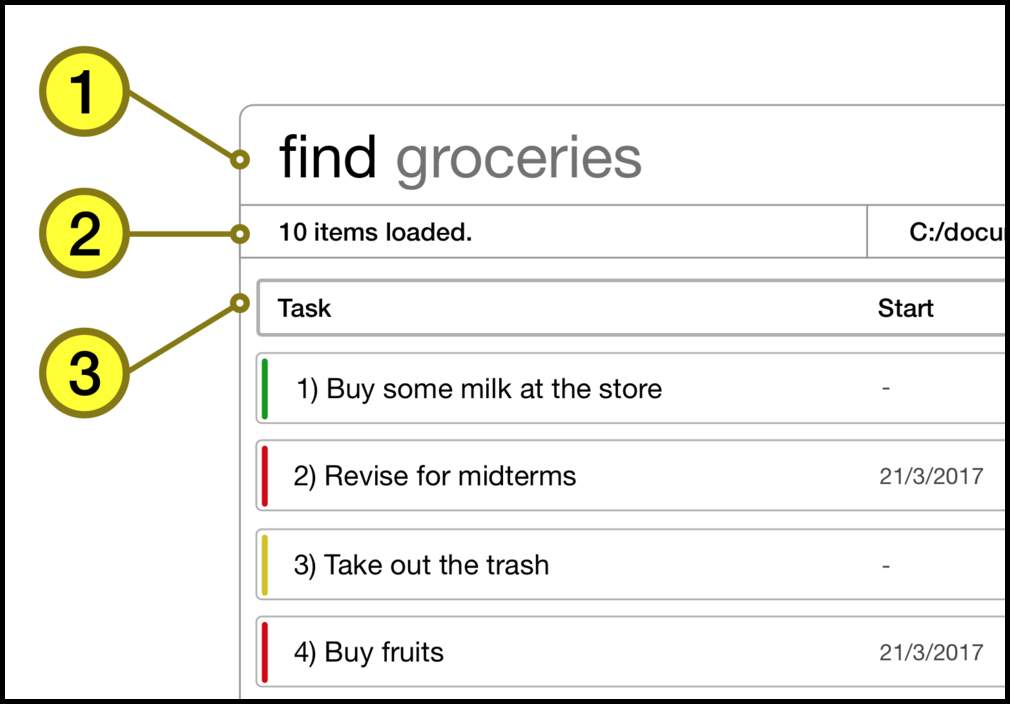 1
find groceries
2
10 items loaded.
C:/docu
3
Task Start
1) Buy some milk at the store -
2) Revise for midterms 21/3/2017
3) Take out the trash -
4) Buy fruits 21/3/2017